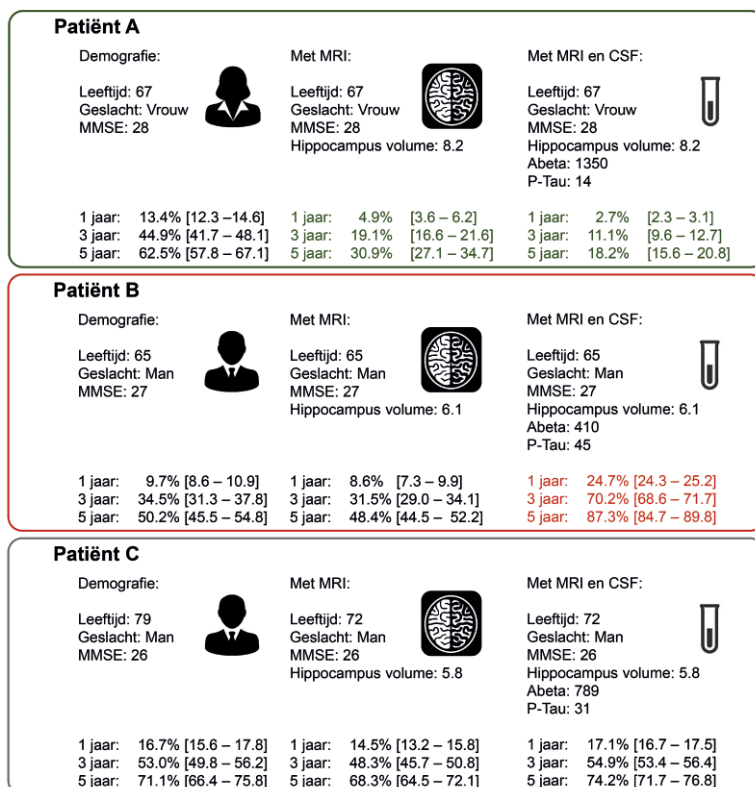 Patiënt A
Demografie:
Leeftijd: 67
Geslacht: Vrouw
MMSE: 28
1 jaar: 13.4% [12.3 –14.6]
3 jaar: 44.9% [41.7 – 48.1]
5 jaar: 62.5% [57.8 – 67.1]
Met MRI:
Leeftijd: 67
Geslacht: Vrouw
MMSE: 28
Hippocampus volume: 8.2
1 jaar: 4.9% [3.6 – 6.2]
3 jaar: 19.1% [16.6 – 21.6]
5 jaar: 30.9% [27.1 – 34.7]
Met MRI en CSF:
Leeftijd: 67
Geslacht: Vrouw
MMSE: 28
Hippocampus volume: 8.2
Abeta: 1350
P-Tau: 14
1 jaar: 2.7% [2.3 – 3.1]
3 jaar: 11.1% [9.6 – 12.7]
5 jaar: 18.2% [15.6 – 20.8]
Patiënt B
Demografie:
Leeftijd: 65
Geslacht: Man
MMSE: 27
1 jaar: 9.7% [8.6 – 10.9]
3 jaar: 34.5% [31.3 – 37.8]
5 jaar: 50.2% [45.5 – 54.8]
Met MRI:
Leeftijd: 65
Geslacht: Man
MMSE: 27
Hippocampus volume: 6.1
1 jaar: 8.6% [7.3 – 9.9]
3 jaar: 31.5% [29.0 – 34.1]
5 jaar: 48.4% [44.5 – 52.2]
Met MRI en CSF:
Leeftijd: 65
Geslacht: Man
MMSE: 27
Hippocampus volume: 6.1
Abeta: 410
P-Tau: 45
1 jaar: 24.7% [24.3 – 25.2]
3 jaar: 70.2% [68.6 – 71.7]
5 jaar: 87.3% [84.7 – 89.8]
Patiënt C
Demografie:
Leeftijd: 79
Geslacht: Man
MMSE: 26
1 jaar: 16.7% [15.6 – 17.8]
3 jaar: 53.0% [49.8 – 56.2]
5 jaar: 71.1% [66.4 – 75.8]
Met MRI:
Leeftijd: 72
Geslacht: Man
MMSE: 26
Hippocampus volume: 5.8
1 jaar: 14.5% [13.2 – 15.8]
3 jaar: 48.3% [45.7 – 50.8]
5 jaar: 68.3% [64.5 – 72.1]
Met MRI en CSF:
Leeftijd: 72
Geslacht: Man
MMSE: 26
Hippocampus volume: 5.8
Abeta: 789
P-Tau: 31
1 jaar: 17.1% [16.7 – 17.5]
3 jaar: 54.9% [53.4 – 56.4]
5 jaar: 74.2% [71.7 – 76.8]